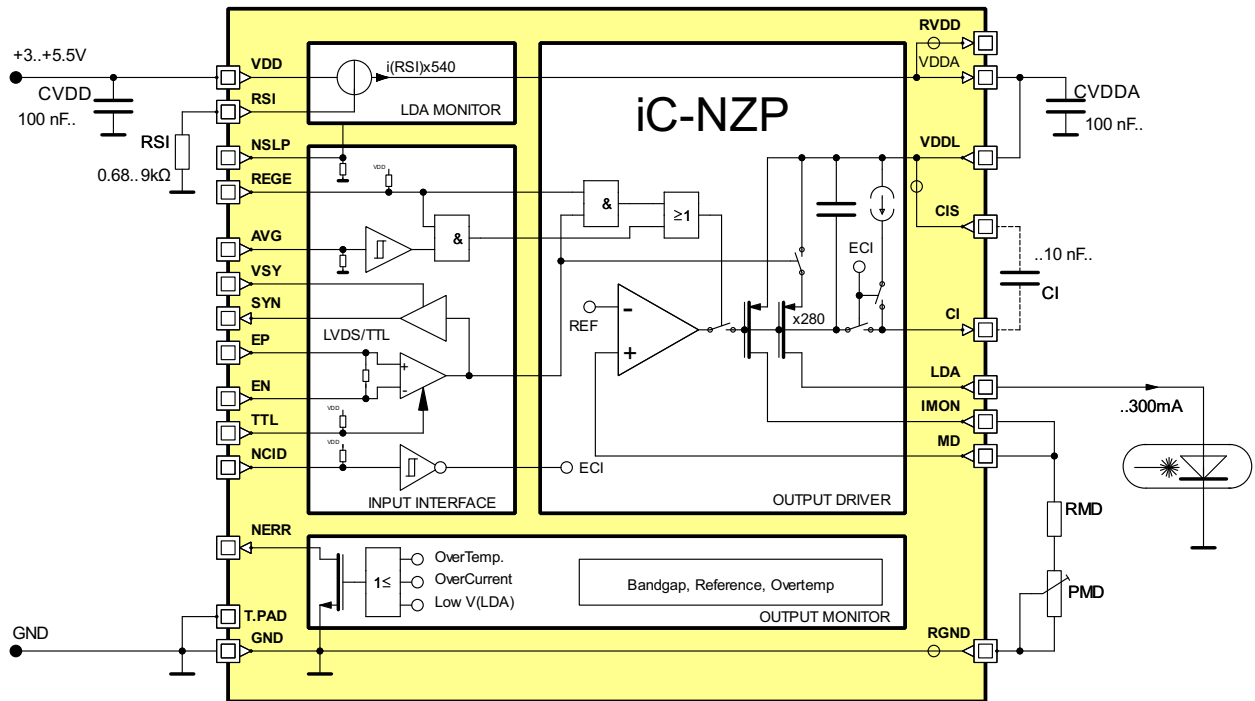 +3..+5.5V
CVDD
100 nF..
RSI
0.68..9kΩ
GND
VDD
RSI
NSLP
REGE
AVG
VSY
SYN
EP
EN
TTL
NCID
NERR
T.PAD
GND
i(RSI)x540
LDA MONITOR
VDD
&
LVDS/TTL
+
-
VDD
VDD
ECI
INPUT INTERFACE
iC-NZP
&
≥1
ECI
REF
-
+
x280
OUTPUT DRIVER
1≤
OverTemp.
OverCurrent
Low V(LDA)
Bandgap, Reference, Overtemp
OUTPUT MONITOR
RVDD
VDDA
VDDL
CIS
CI
LDA
IMON
MD
RGND
CVDDA
100 nF..
..10 nF..
CI
..300mA
RMD
PMD